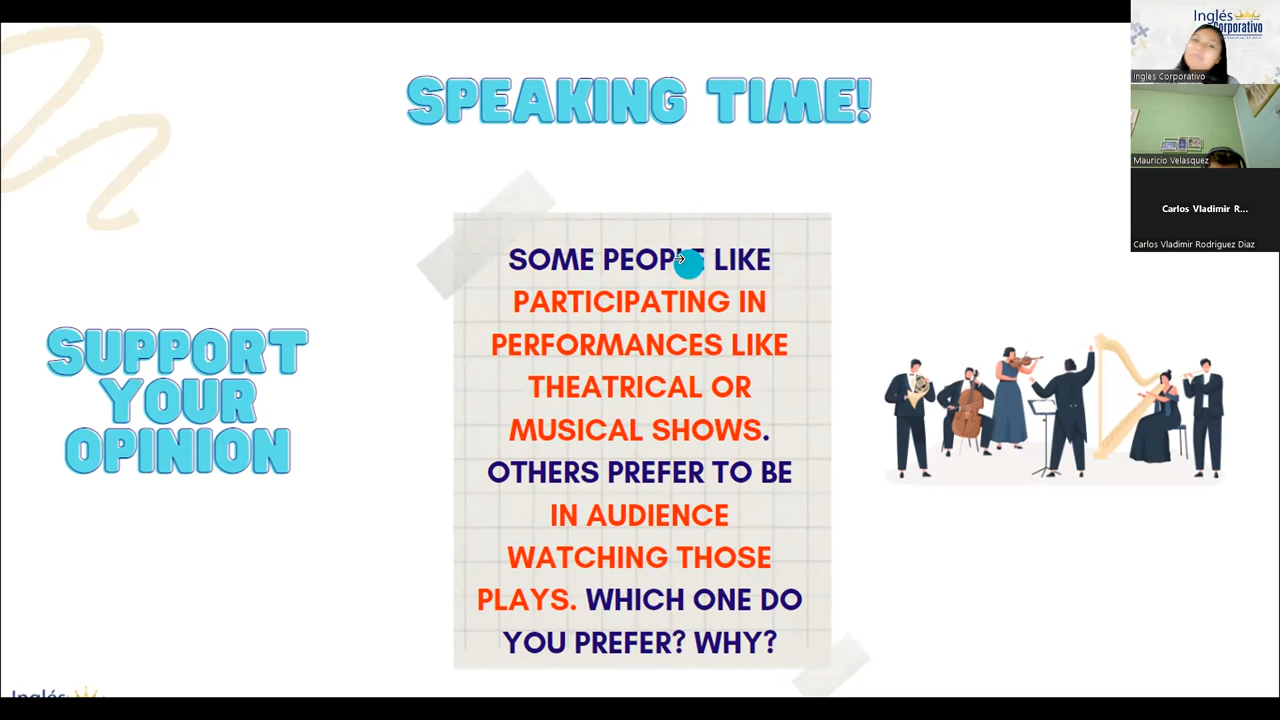 SPEAKING TIME!
SUPPORT
YOUR
OPINION
SOME PEOPLE LIKE
PARTICIPATING IN
PERFORMANCES LIKE
THEATRICAL OR
MUSICAL SHOWS.
OTHERS PREFER TO BE
IN AUDIENCE
WATCHING THOSE
PLAYS. WHICH ONE DO
YOU PREFER? WHY?
Inglés
Corporativo
Ingles Corporativo
Mauricio Velasquez
Carlos Vladimir R...
Carlos Vladimir Rodriguez Diaz
Inglés